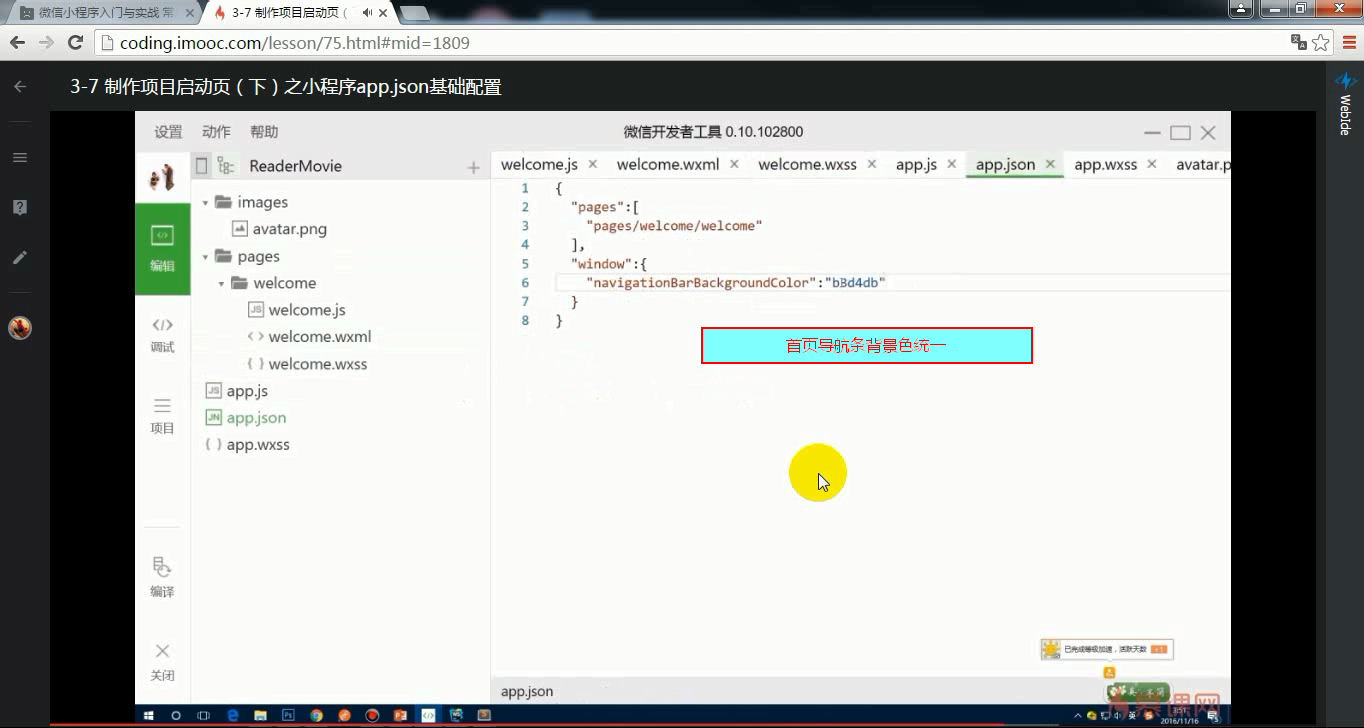 微信小程序入门与实战 常
3-7 制作项目启动页（
coding.imooc.com/lesson/75.html#mid=1809
3-7 制作项目启动页（下）之小程序app.json基础配置
WebIde
设置 动作 帮助
微信开发者工具 0.10.102800
ReaderMovie
welcome.js welcome.wxml welcome.wxss app.js app.json app.wxss avatar.p
images
avatar.png
pages
welcome
welcome.js
welcome.wxml
welcome.wxss
app.js
app.json
app.wxss
编辑
调试
项目
编译
关闭
1 {
2 "pages":[
3 "pages/welcome/welcome"
4 ],
5 "window":{
6 "navigationBarBackgroundColor":"b3d4db"
7 }
8 }
首页导航条背景色统一
已完成等级加速，活跃天数
app.json
慕课网
英
3:51
2016/11/16